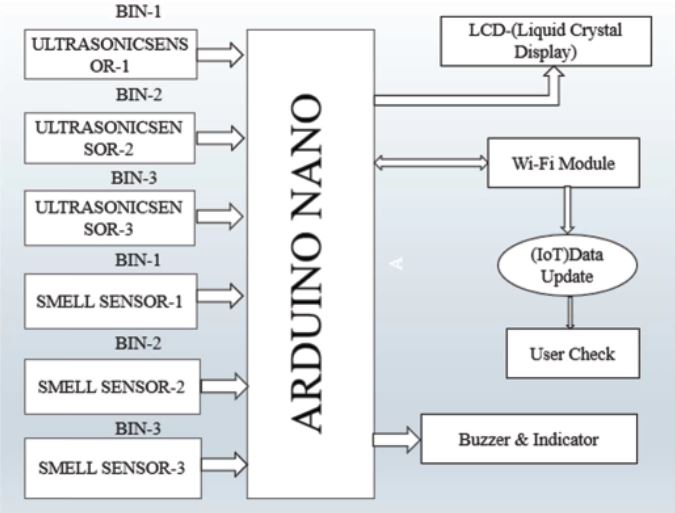 BIN-1
ULTRASONICSENS
OR-1
BIN-2
ULTRASONICSEN
SOR-2
BIN-3
ULTRASONICSEN
SOR-3
BIN-1
SMELL SENSOR-1
BIN-2
SMELL SENSOR-2
BIN-3
SMELL SENSOR-3
ARDUINO NANO
A
LCD-(Liquid Crystal
Display)
Wi-Fi Module
(IoT)Data
Update
User Check
Buzzer & Indicator